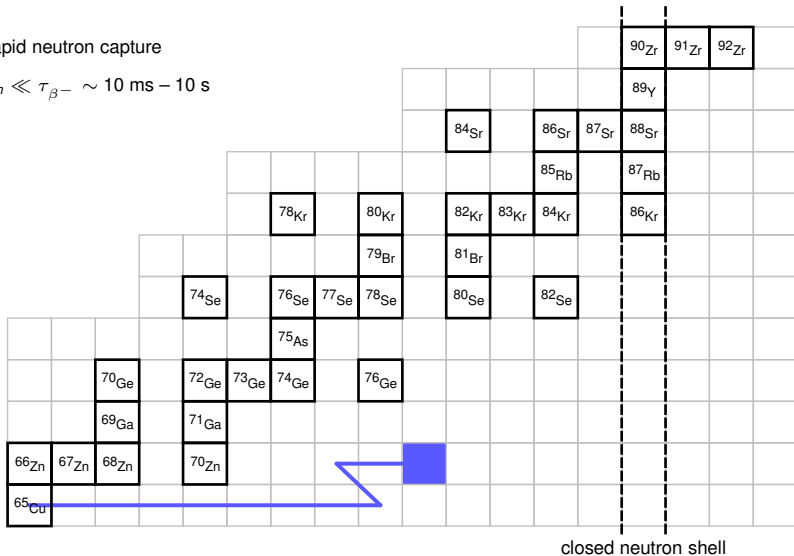 apid neutron capture
≪ τβ− ∼ 10 ms – 10 s
90Zr 91Zr 92Zr
89Y
84Sr 86Sr 87Sr 88Sr
85Rb 87Rb
78Kr 80Kr 82Kr 83Kr 84Kr 86Kr
79Br 81Br
74Se 76Se 77Se 78Se 80Se 82Se
75As
70Ge 72Ge 73Ge 74Ge 76Ge
69Ga 71Ga
66Zn 67Zn 68Zn 70Zn
65Cu
closed neutron shell